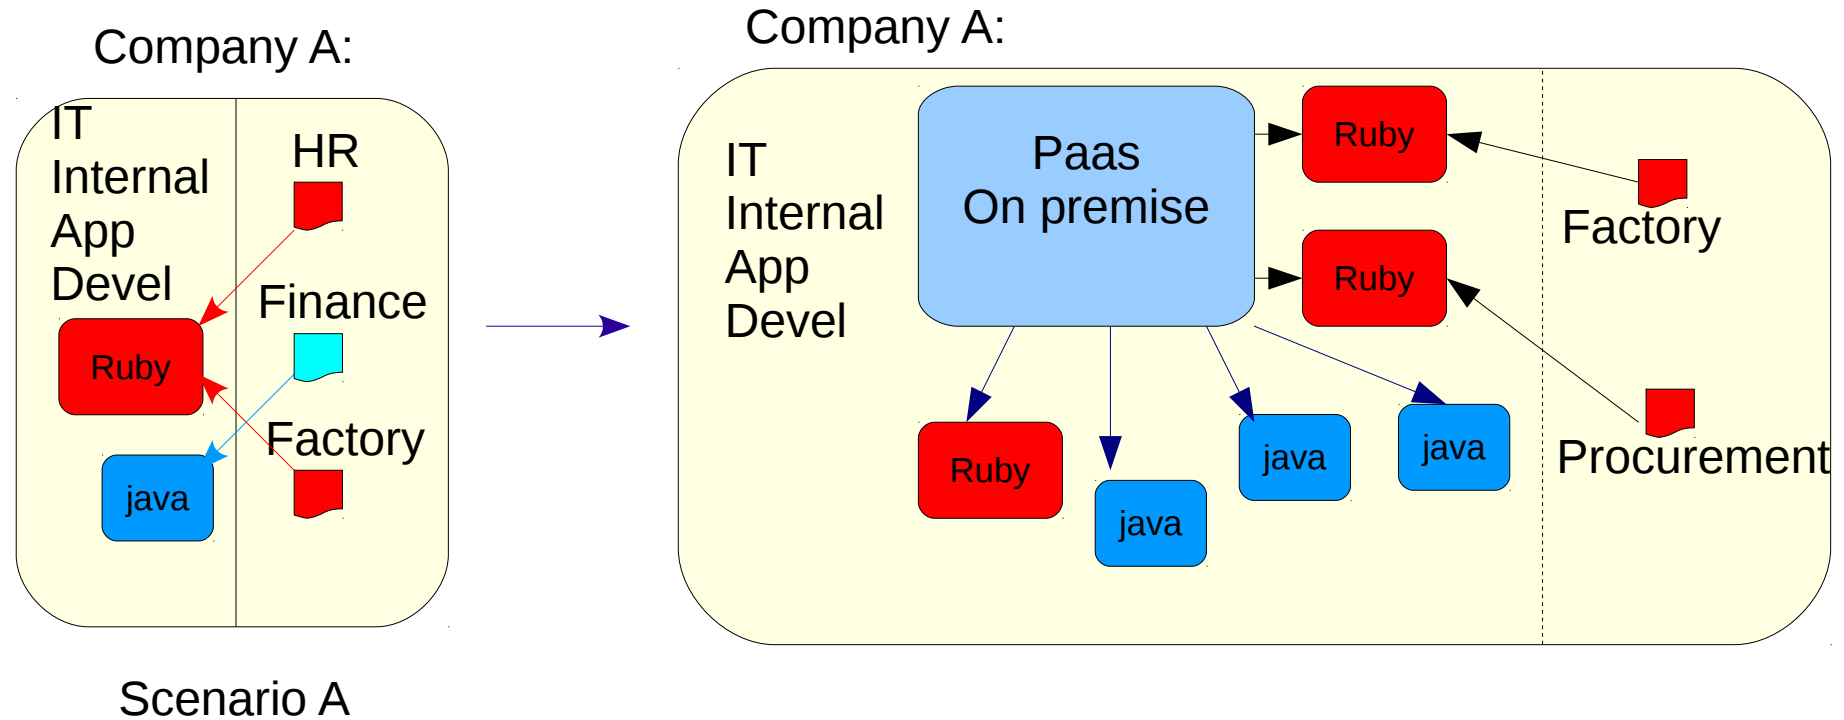 Company A:
IT
Internal
App
Devel
HR
Finance
Factory
Ruby
java
Scenario A
Company A:
IT
Internal
App
Devel
Paas
On premise
Ruby
Ruby
Ruby
java
java
java
Factory
Procurement